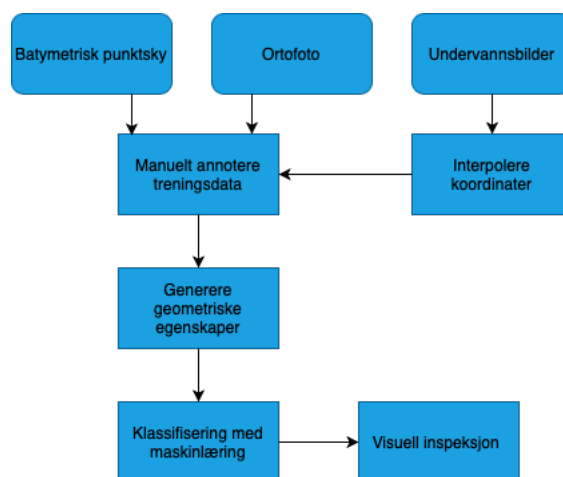 Batymetrisk punktsky
Ortofoto
Undervannsbilder
Manuelt annotere
treningsdata
Interpolere
koordinater
Generere
geometriske
egenskaper
Klassifisering med
maskinlæring
Visuell inspeksjon